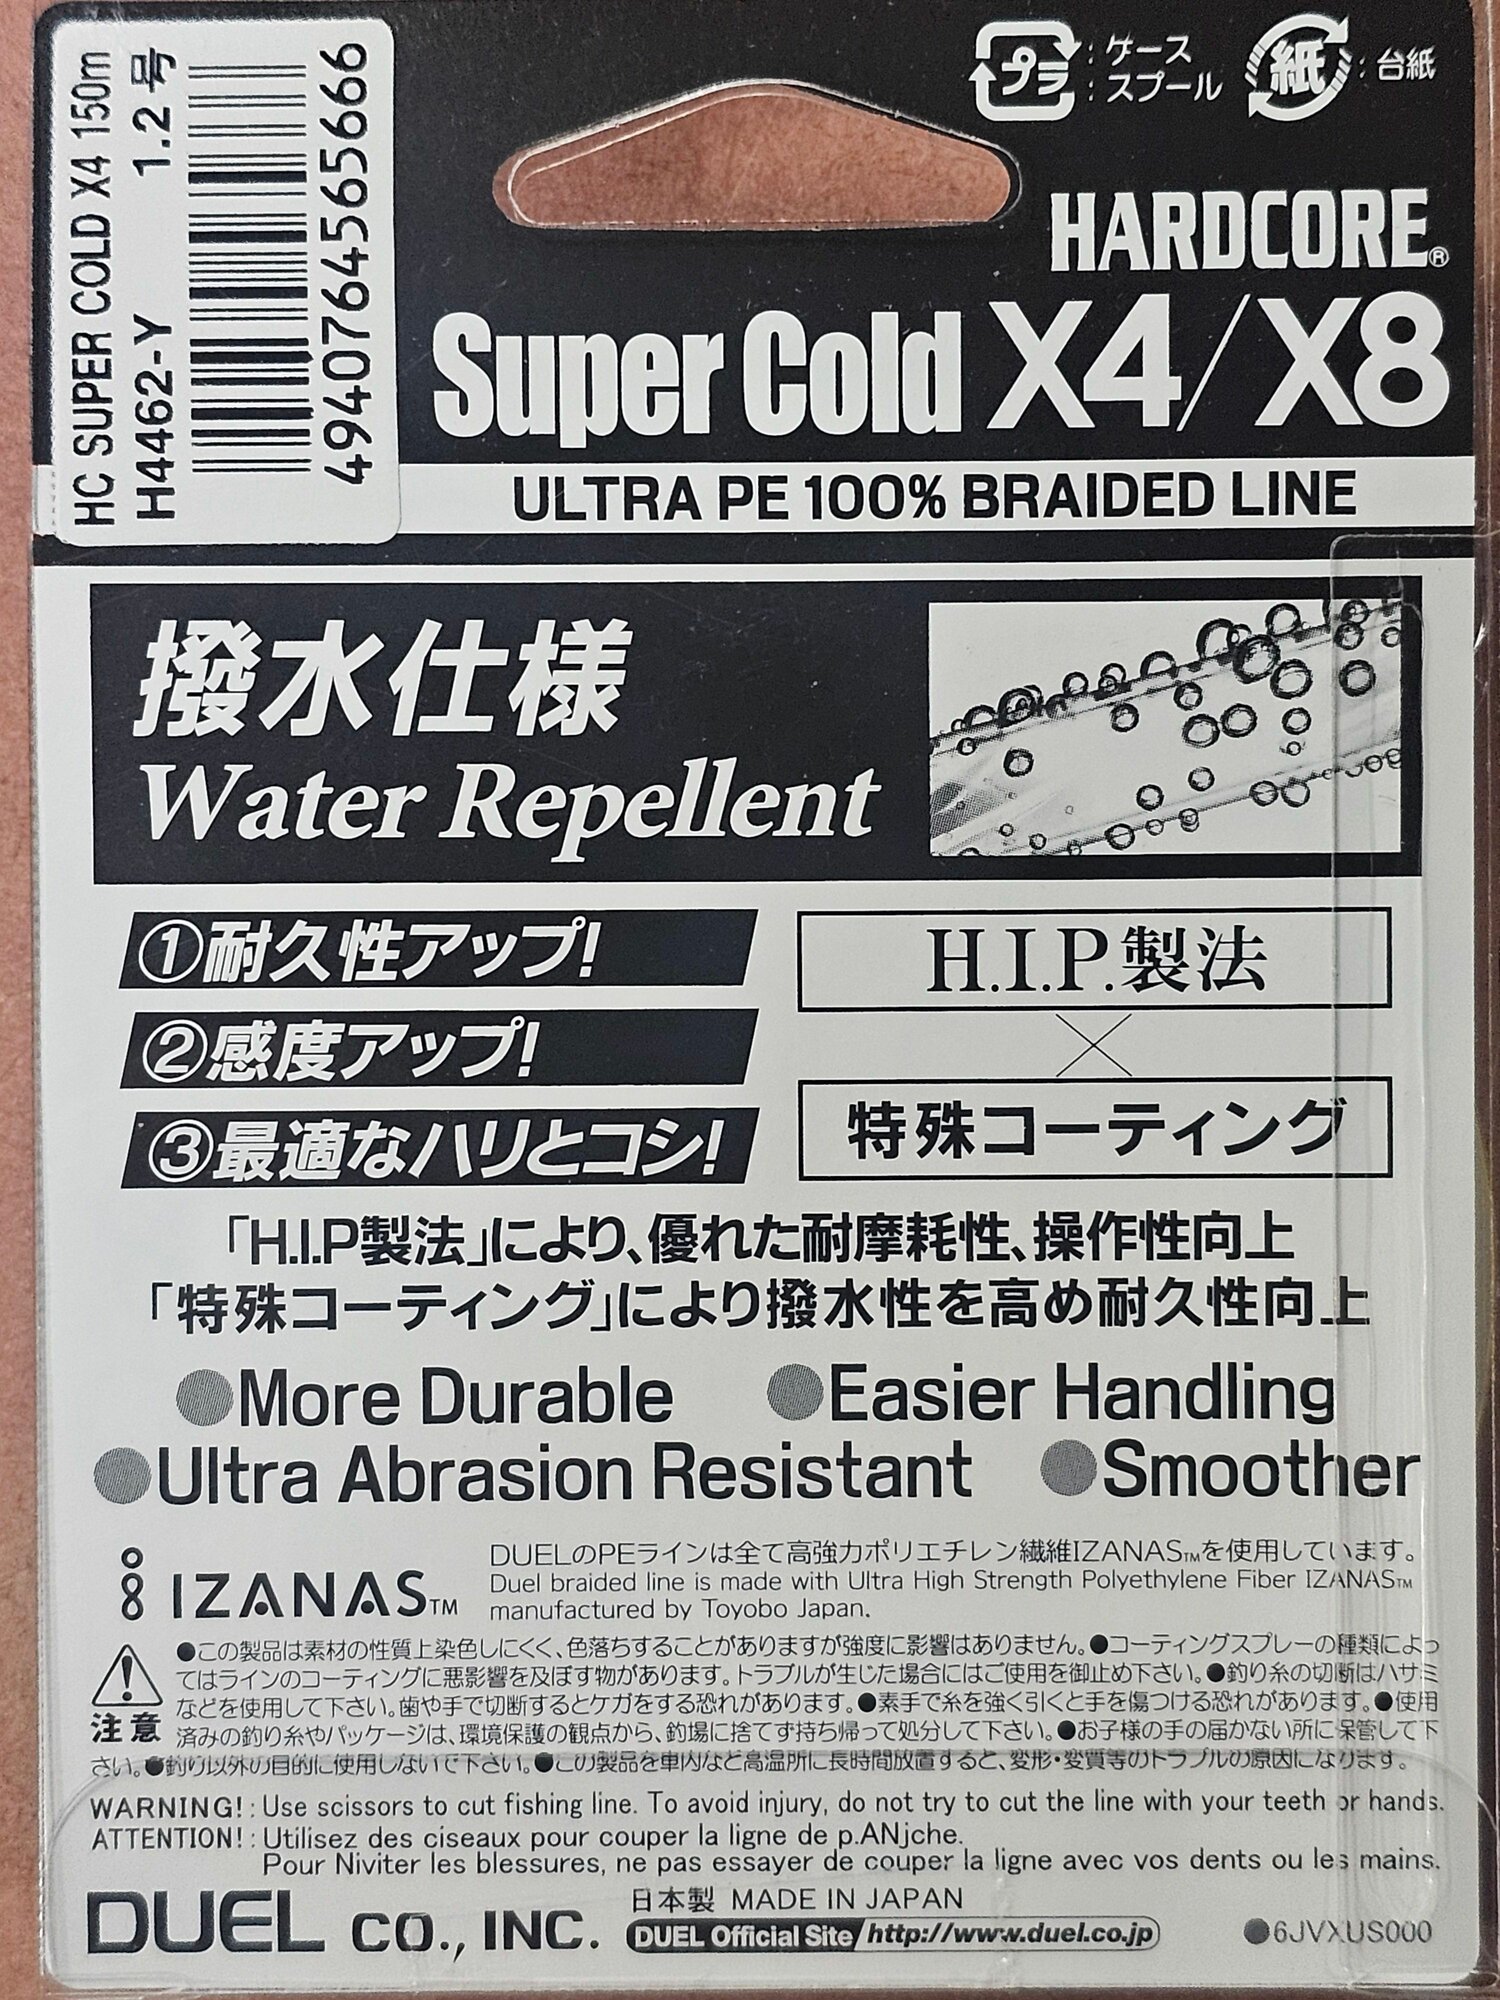 HC SUPER COLD X4 150m
H4462-Y 1.2号
4940764565666
プラ : ケース
: スプール
紙 : 台紙
HARDCORE®
Super Cold X4/X8
ULTRA PE 100% BRAIDED LINE
撥水仕様
Water Repellent
①耐久性アップ!
②感度アップ!
③最適なハリとコシ!
H.I.P.製法
×
特殊コーティング
「H.I.P製法」により、優れた耐摩耗性、操作性向上
「特殊コーティング」により撥水性を高め耐久性向上
●More Durable ●Easier Handling
●Ultra Abrasion Resistant ●Smoother
IZANAS™
DUELのPEラインは全て高強力ポリエチレン繊維IZANAS™を使用しています。
Duel braided line is made with Ultra High Strength Polyethylene Fiber IZANAS™
manufactured by Toyobo Japan.
注意
●この製品は素材の性質上染色しにくく、色落ちすることがありますが強度に影響はありません。●コーティングスプレーの種類によっ
てはラインのコーティングに悪影響を及ぼす物があります。トラブルが生じた場合にはご使用を御止め下さい。●釣り糸の切断はハサミ
などを使用して下さい。歯や手で切断するとケガをする恐れがあります。●素手で糸を強く引くと手を傷つける恐れがあります。●使用
済みの釣り糸やパッケージは、環境保護の観点から、釣場に捨てず持ち帰って処分して下さい。●お子様の手の届かない所に保管して下
さい。●釣り以外の目的に使用しないで下さい。●この製品を車内など高温所に長時間放置すると、変形・変質等のトラブルの原因になります。
WARNING! : Use scissors to cut fishing line. To avoid injury, do not try to cut the line with your teeth or hands.
ATTENTION! : Utilisez des ciseaux pour couper la ligne de p.ANjche.
Pour Niviter les blessures, ne pas essayer de couper la ligne avec vos dents ou les mains.
DUEL CO., INC.
日本製 MADE IN JAPAN
DUEL Official Site http://www.duel.co.jp
●6JVXUS000